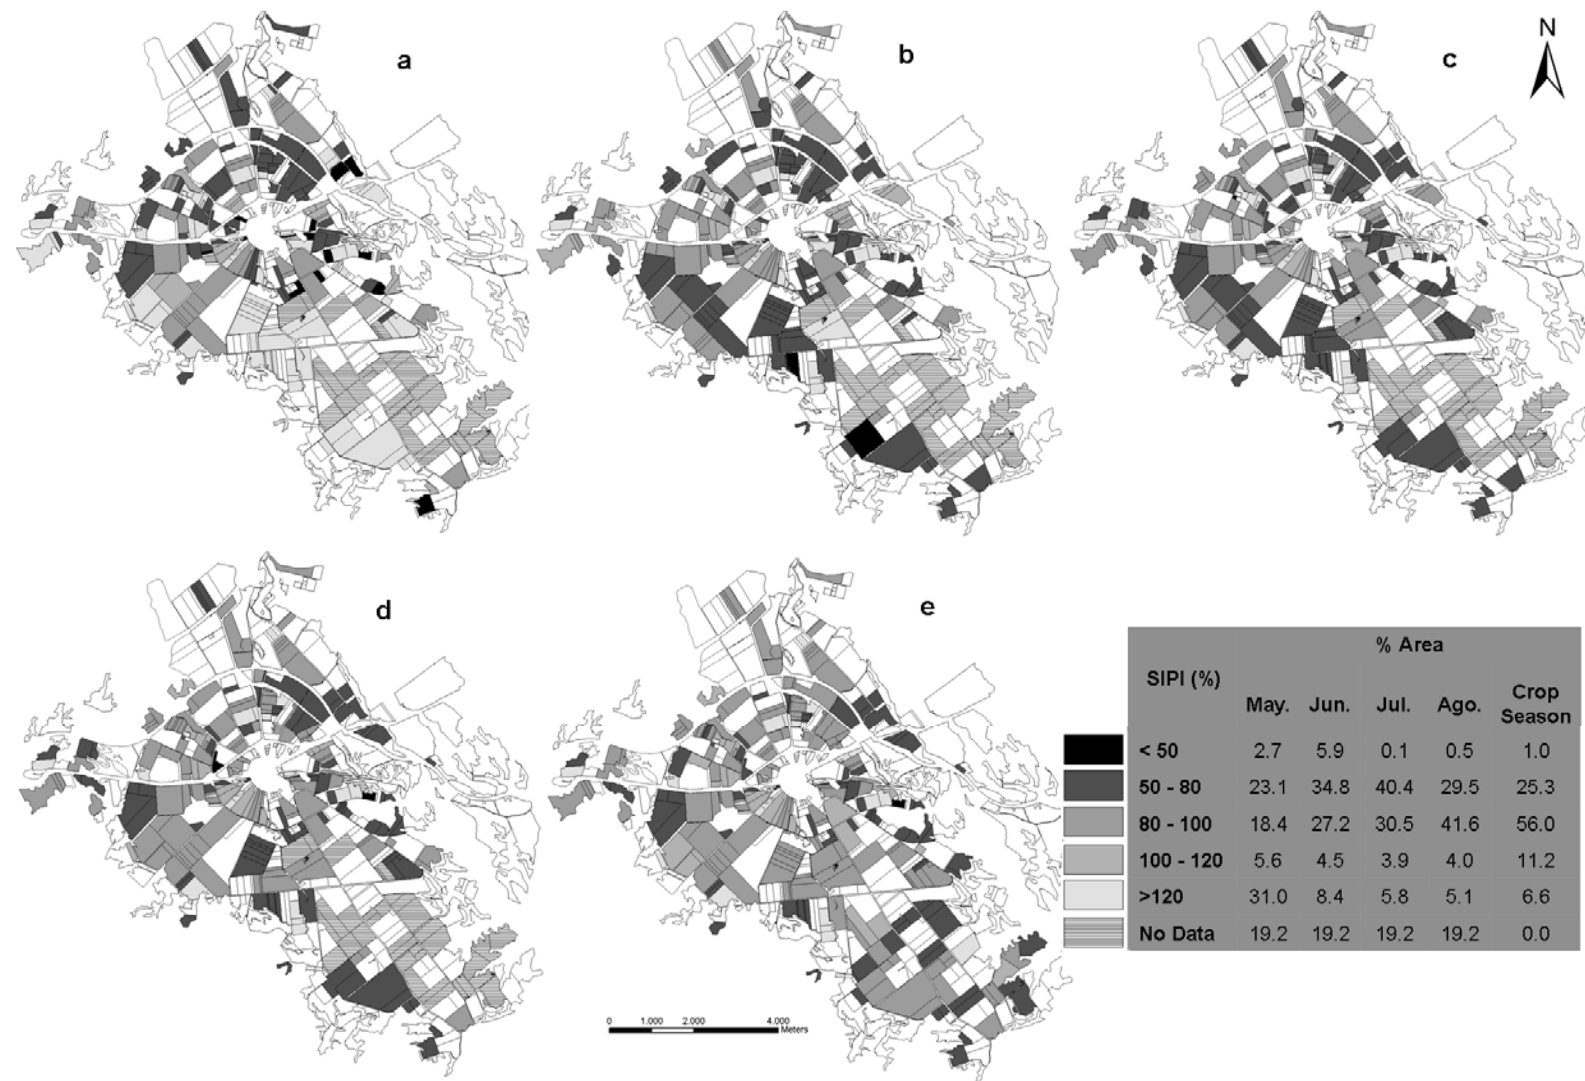 a
b
c
N
d
e
% Area
SIPI (%)
May. Jun. Jul. Ago. Crop Season
< 50 2.7 5.9 0.1 0.5 1.0
50 - 80 23.1 34.8 40.4 29.5 25.3
80 - 100 18.4 27.2 30.5 41.6 56.0
100 - 120 5.6 4.5 3.9 4.0 11.2
>120 31.0 8.4 5.8 5.1 6.6
No Data 19.2 19.2 19.2 19.2 0.0
0 1.000 2.000 4.000
Meters